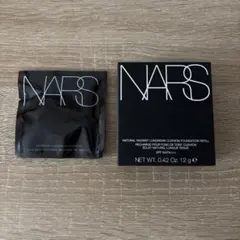 NARS
NARS
NATURAL RADIANT LONGWEAR CUSHION FOUNDATION REFILL
RECHARGE POUR FOND DE TEINT CUSHION
ÉCLAT NATUREL LONGUE TENUE
NET WT. 0.42 OZ. 12 g ℮